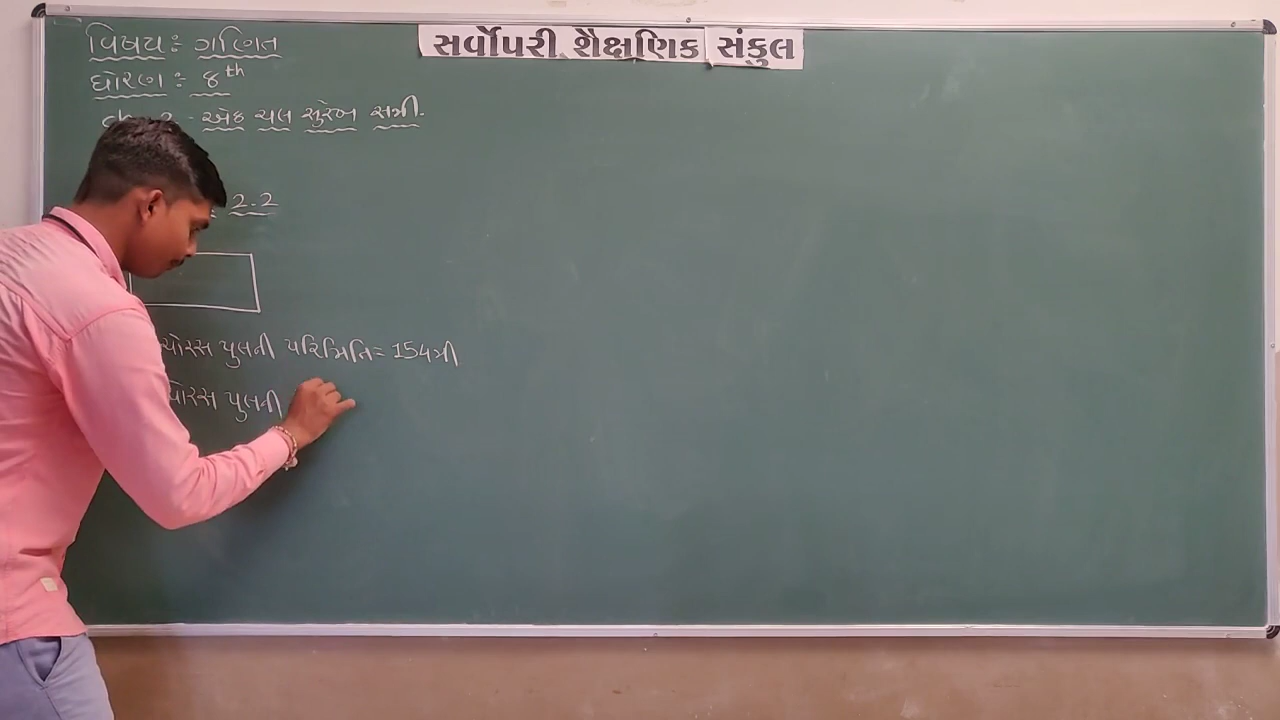 સર્વોપરી શૈક્ષણિક સંકુલ
વિષય : ગણિત
ધોરણ : 8th
એક ચલ સુરેખ સમી.
2.2
ચોરસ પુલની પરિમિતિ = 154મી
ચોરસ પુલની